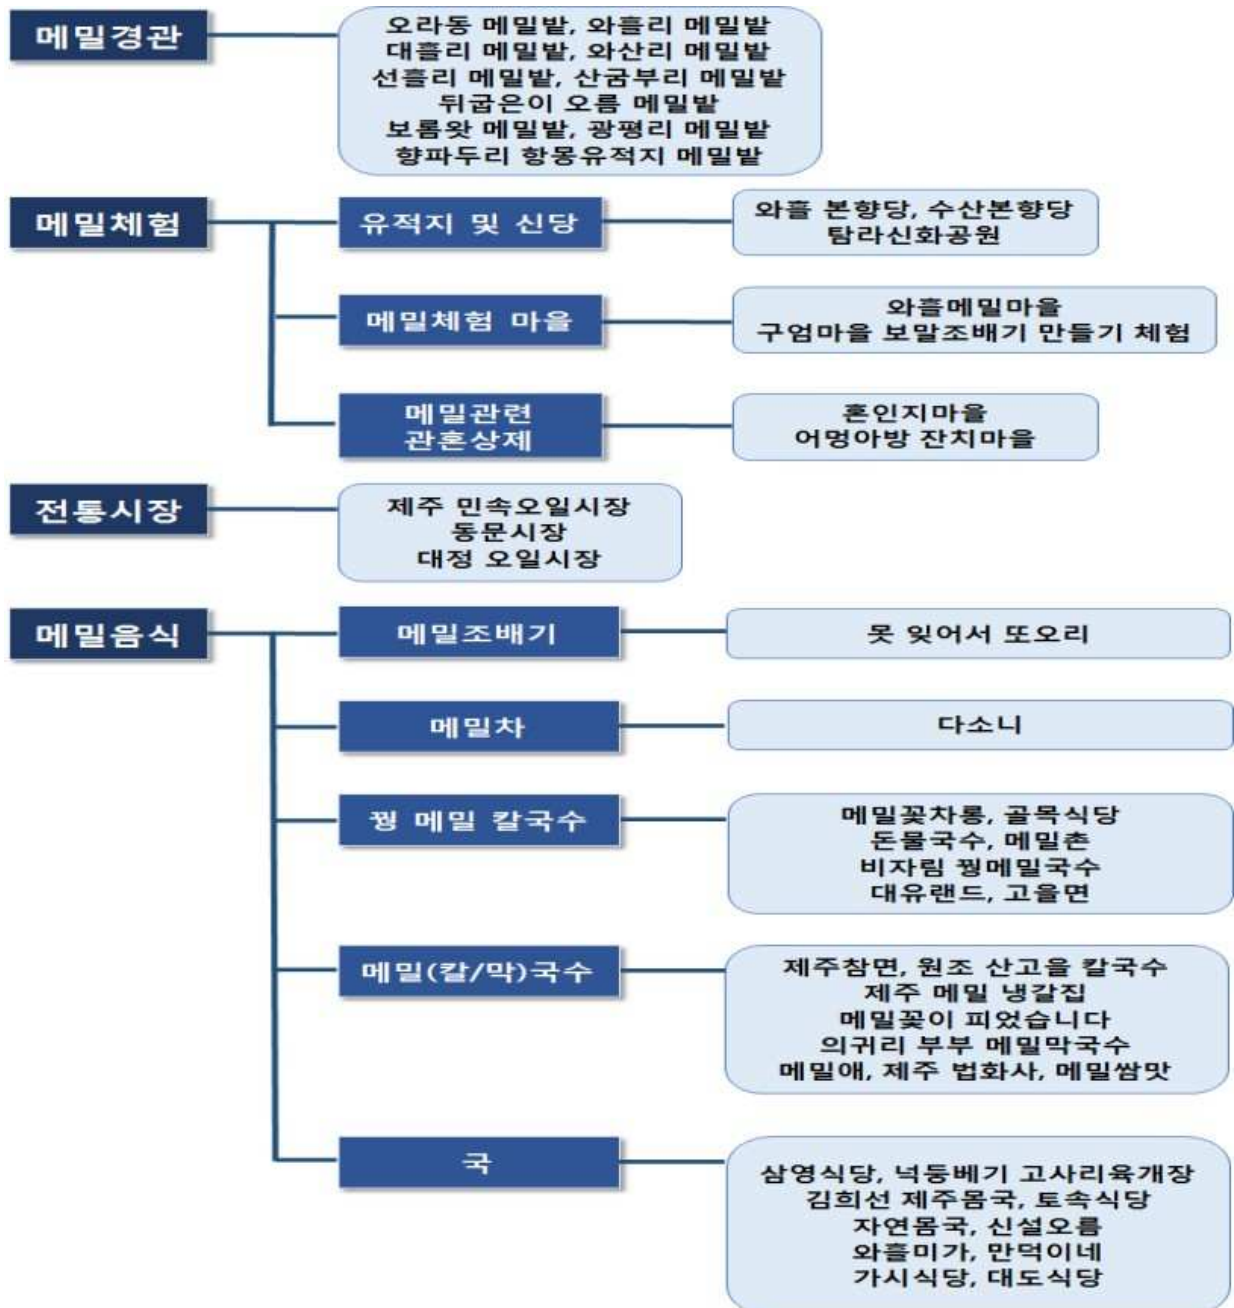 메밀경관
오라동 메밀밭, 와흘리 메밀밭
대흘리 메밀밭, 와산리 메밀밭
선흘리 메밀밭, 산굼부리 메밀밭
뒤굽은이 오름 메밀밭
보롬왓 메밀밭, 광평리 메밀밭
향파두리 항몽유적지 메밀밭
메밀체험
유적지 및 신당
와흘 본향당, 수산본향당
탐라신화공원
메밀체험 마을
와흘메밀마을
구엄마을 보말조배기 만들기 체험
메밀관련
관혼상제
혼인지마을
어멍아방 잔치마을
전통시장
제주 민속오일시장
동문시장
대정 오일시장
메밀음식
메밀조배기
못 잊어서 또오리
메밀차
다소니
꿩 메밀 칼국수
메밀꽃차롱, 골목식당
돈물국수, 메밀촌
비자림 꿩메밀국수
대유랜드, 고을면
메밀(칼/막)국수
제주참면, 원조 산고을 칼국수
제주 메밀 냉갈집
메밀꽃이 피었습니다
의귀리 부부 메밀막국수
메밀애, 제주 법화사, 메밀쌈맛
국
삼영식당, 넉둥베기 고사리육개장
김희선 제주몸국, 토속식당
자연몸국, 신설오름
와흘미가, 만덕이네
가시식당, 대도식당